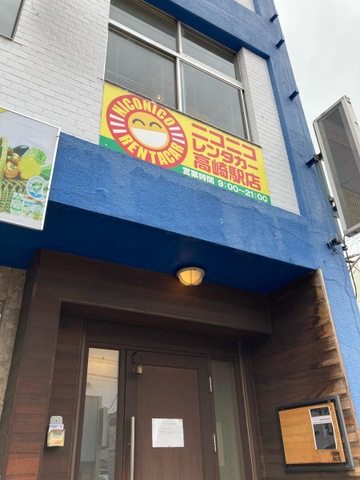 NICONICO
RENTACAR
ニコニコ
レンタカー
高崎駅店
営業時間 9:00～21:00